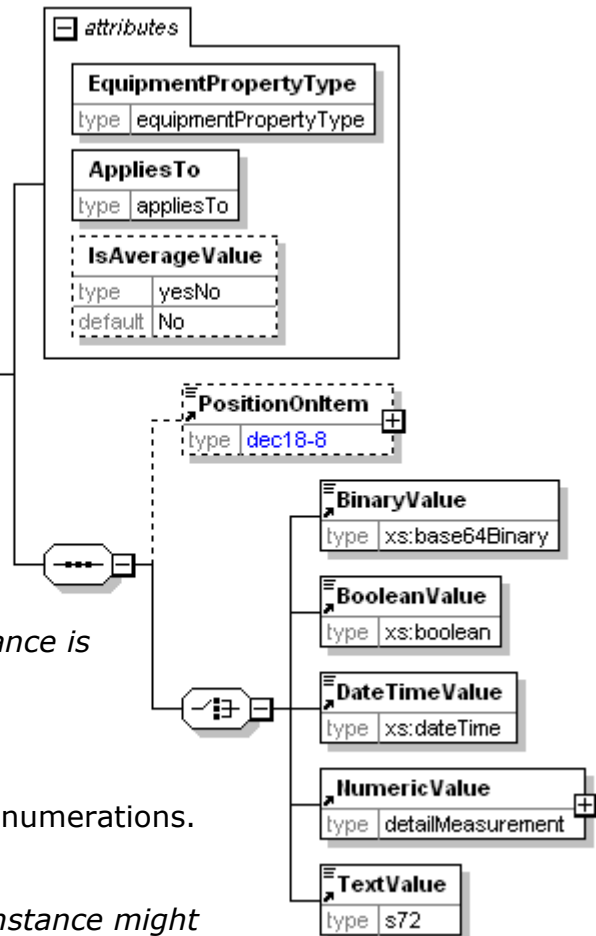 attributes
EquipmentPropertyType
type equipmentPropertyType
AppliesTo
type appliesTo
IsAverageValue
type yesNo
default No
PositionOnItem
type dec18-8
BinaryValue
type xs:base64Binary
BooleanValue
type xs:boolean
ance is
DateTimeValue
type xs:dateTime
NumericValue
type detailMeasurement
numerations.
TextValue
type s72
nstance might